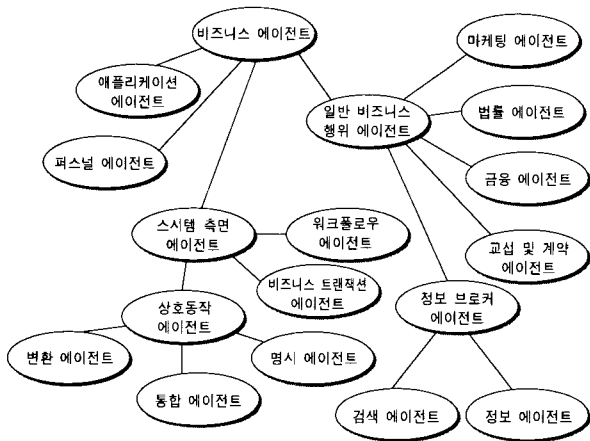 비즈니스 에이전트
마케팅 에이전트
애플리케이션
에이전트
일반 비즈니스
행위 에이전트
법률 에이전트
퍼스널 에이전트
금융 에이전트
스시템 측면
에이전트
워크플로우
에이전트
교섭 및 계약
에이전트
비즈니스 트랜잭션
에이전트
정보 브로커
에이전트
상호동작
에이전트
변환 에이전트
명시 에이전트
통합 에이전트
검색 에이전트
정보 에이전트